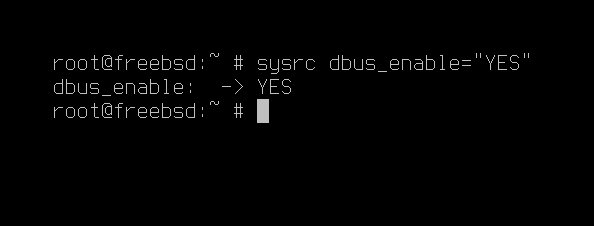 root@freebsd:~ # sysrc dbus_enable="YES"
dbus_enable:  -> YES
root@freebsd:~ #